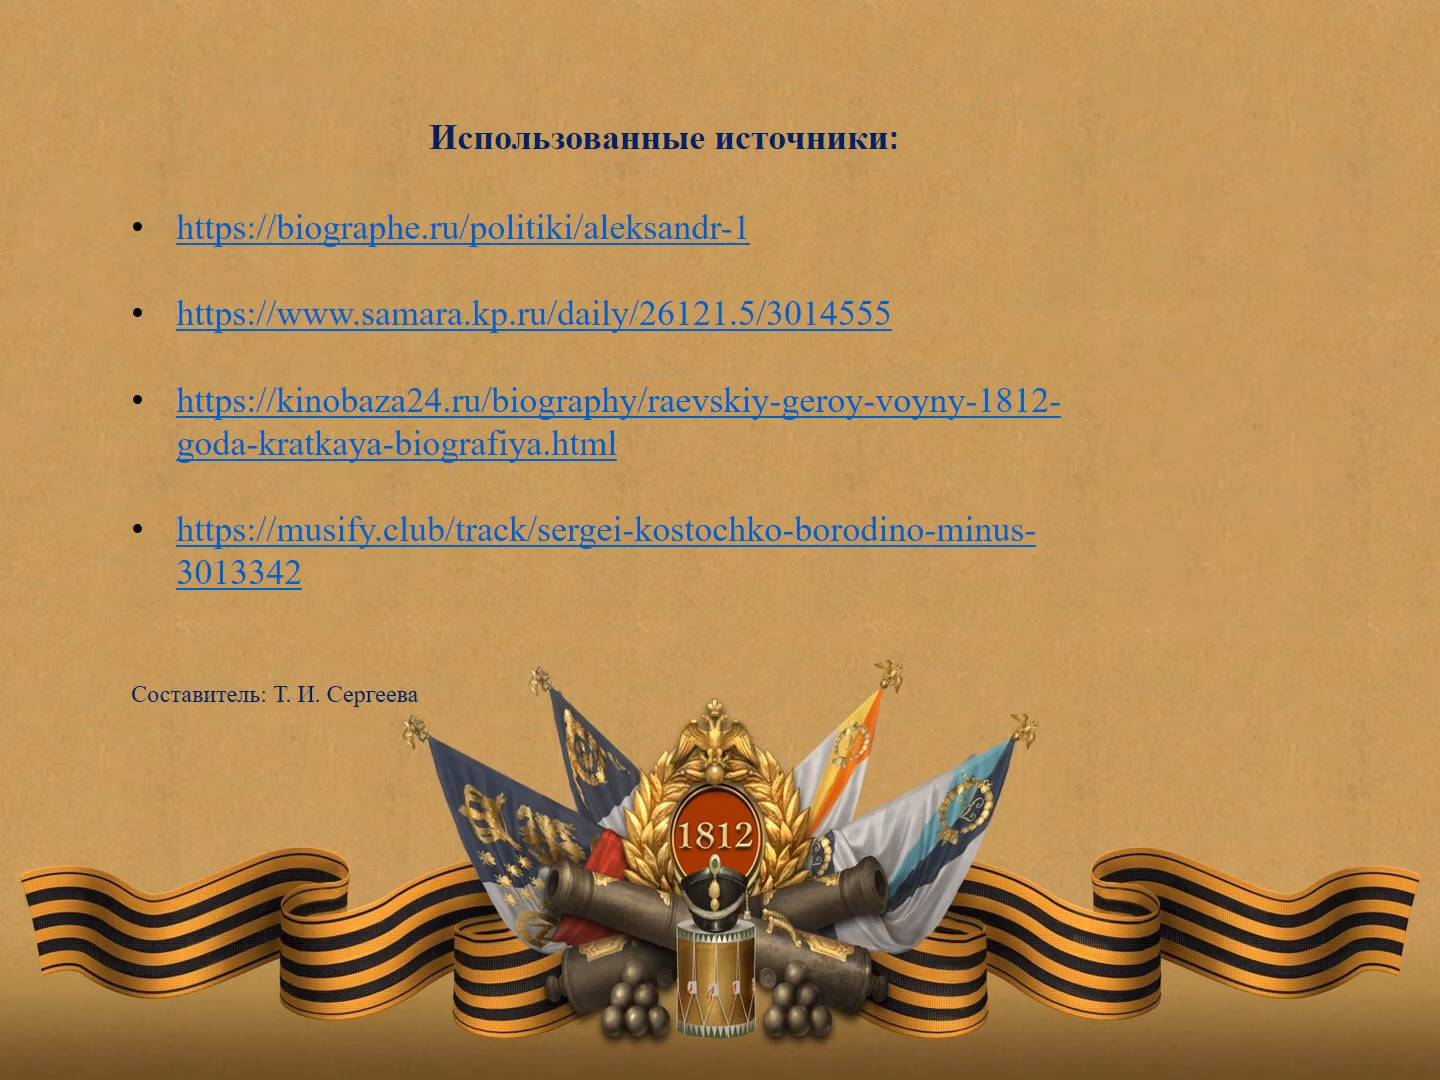 Использованные источники:
• https://biographe.ru/politiki/aleksandr-1
• https://www.samara.kp.ru/daily/26121.5/3014555
• https://kinobaza24.ru/biography/raevskiy-geroy-voyny-1812-
goda-kratkaya-biografiya.html
• https://musify.club/track/sergei-kostochko-borodino-minus-
3013342
Составитель: Т. И. Сергеева
1812